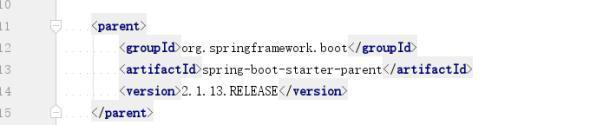 10
11 <parent>
12 <groupId>org.springframework.boot</groupId>
13 <artifactId>spring-boot-starter-parent</artifactId>
14 <version>2.1.13.RELEASE</version>
15 </parent>